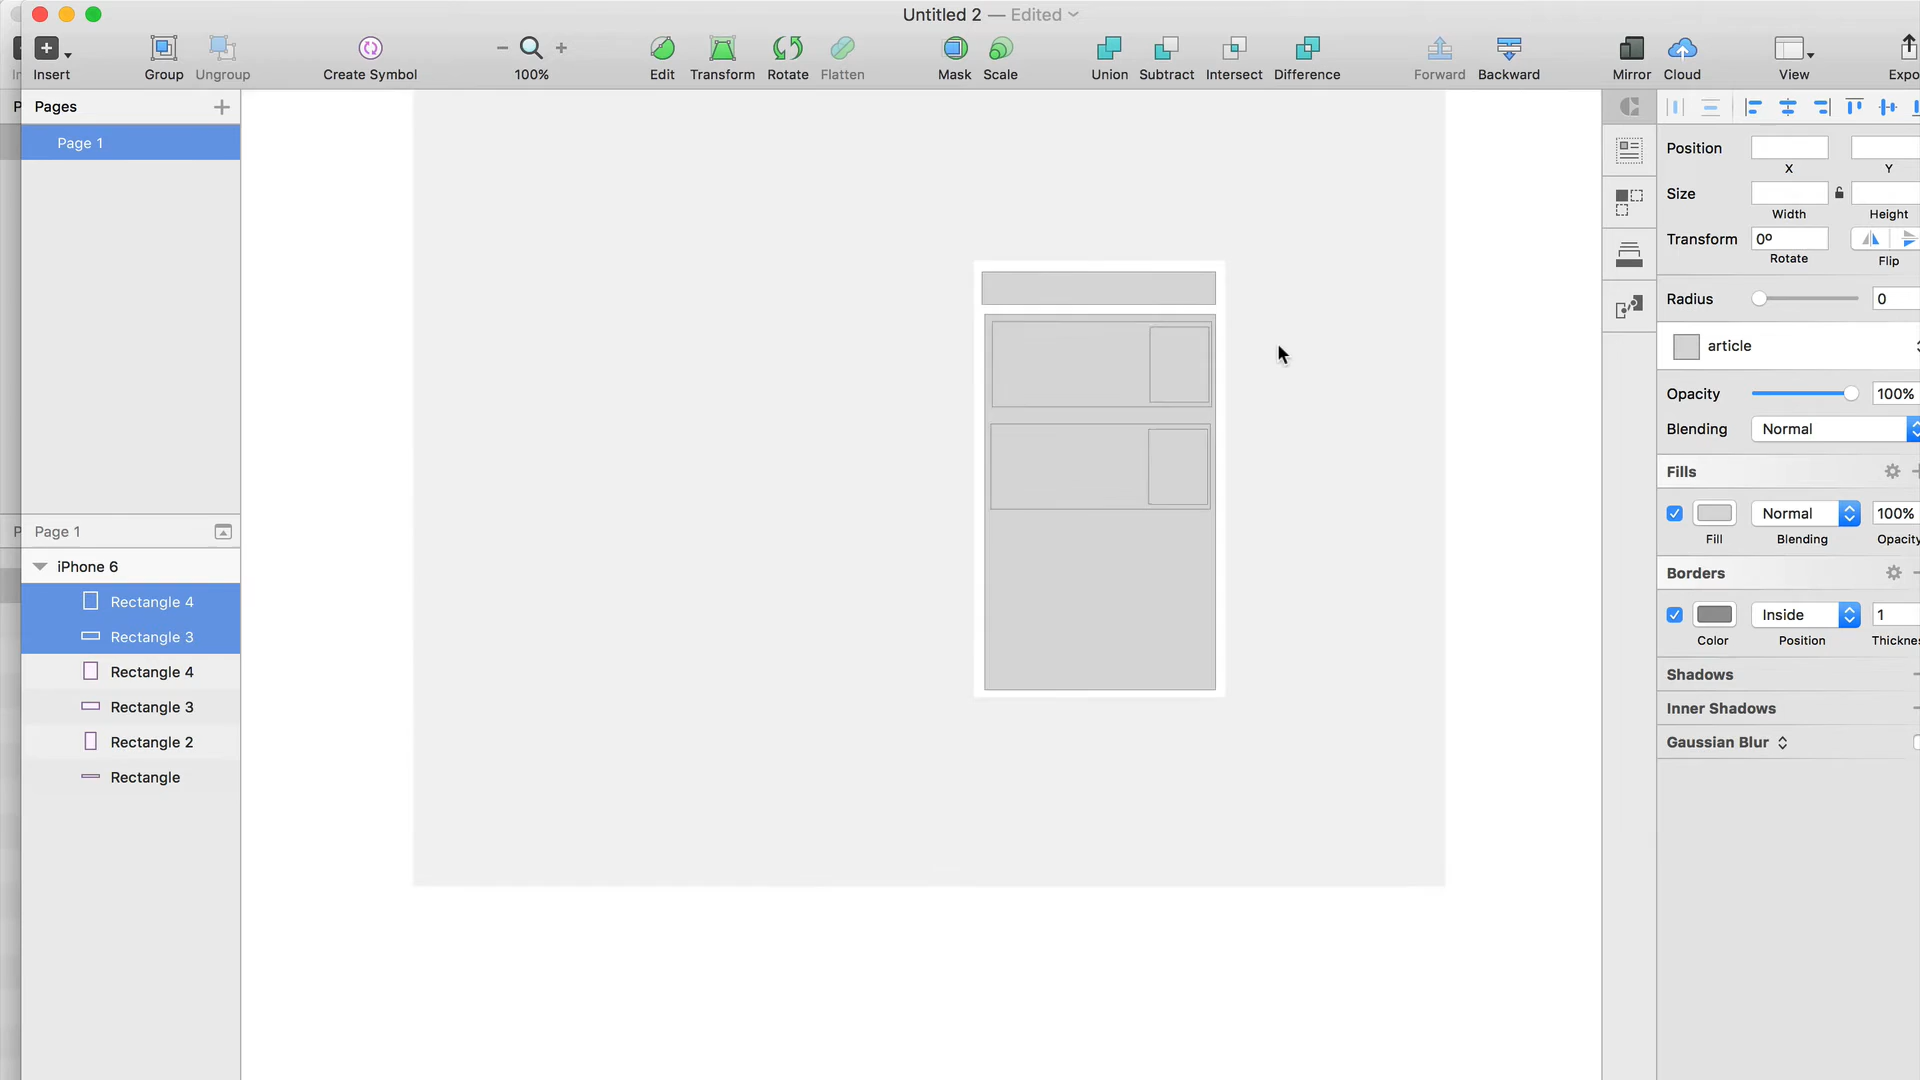 Untitled 2 — Edited
Insert
Group
Ungroup
Create Symbol
100%
Edit
Transform
Rotate
Flatten
Mask
Scale
Union
Subtract
Intersect
Difference
Forward
Backward
Mirror
Cloud
View
Expo
Pages
Page 1
Page 1
iPhone 6
Rectangle 4
Rectangle 3
Rectangle 4
Rectangle 3
Rectangle 2
Rectangle
Position
X
Y
Size
Width
Height
Transform
0º
Rotate
Flip
Radius
0
article
Opacity
100%
Blending
Normal
Fills
Normal
100%
Fill
Blending
Opacity
Borders
Inside
1
Color
Position
Thicknes
Shadows
Inner Shadows
Gaussian Blur